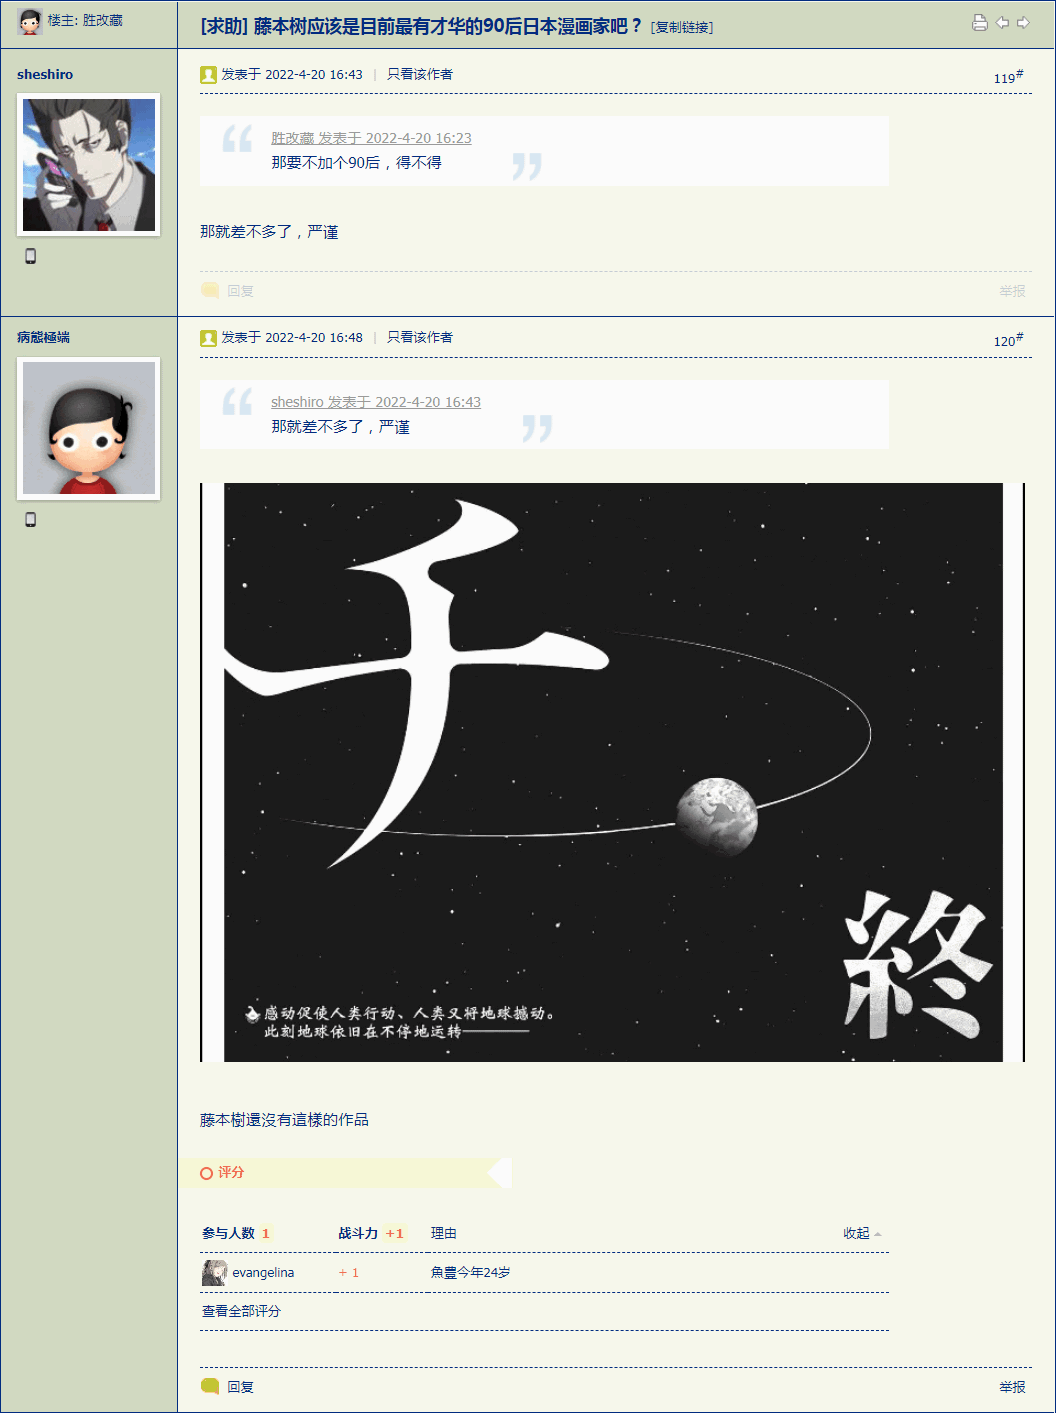 楼主: 胜改藏
[求助] 藤本树应该是目前最有才华的90后日本漫画家吧？ [复制链接]
sheshiro
发表于 2022-4-20 16:43 | 只看该作者
119#
胜改藏 发表于 2022-4-20 16:23
那要不加个90后，得不得
那就差不多了，严谨
回复
举报
病態極端
发表于 2022-4-20 16:48 | 只看该作者
120#
sheshiro 发表于 2022-4-20 16:43
那就差不多了，严谨
千
終
感动促使人类行动、人类又将地球撼动。
此刻地球依旧在不停地运转————
藤本樹還沒有這樣的作品
评分
参与人数 1 战斗力 +1 理由 收起
evangelina + 1 魚豊今年24岁
查看全部评分
回复
举报